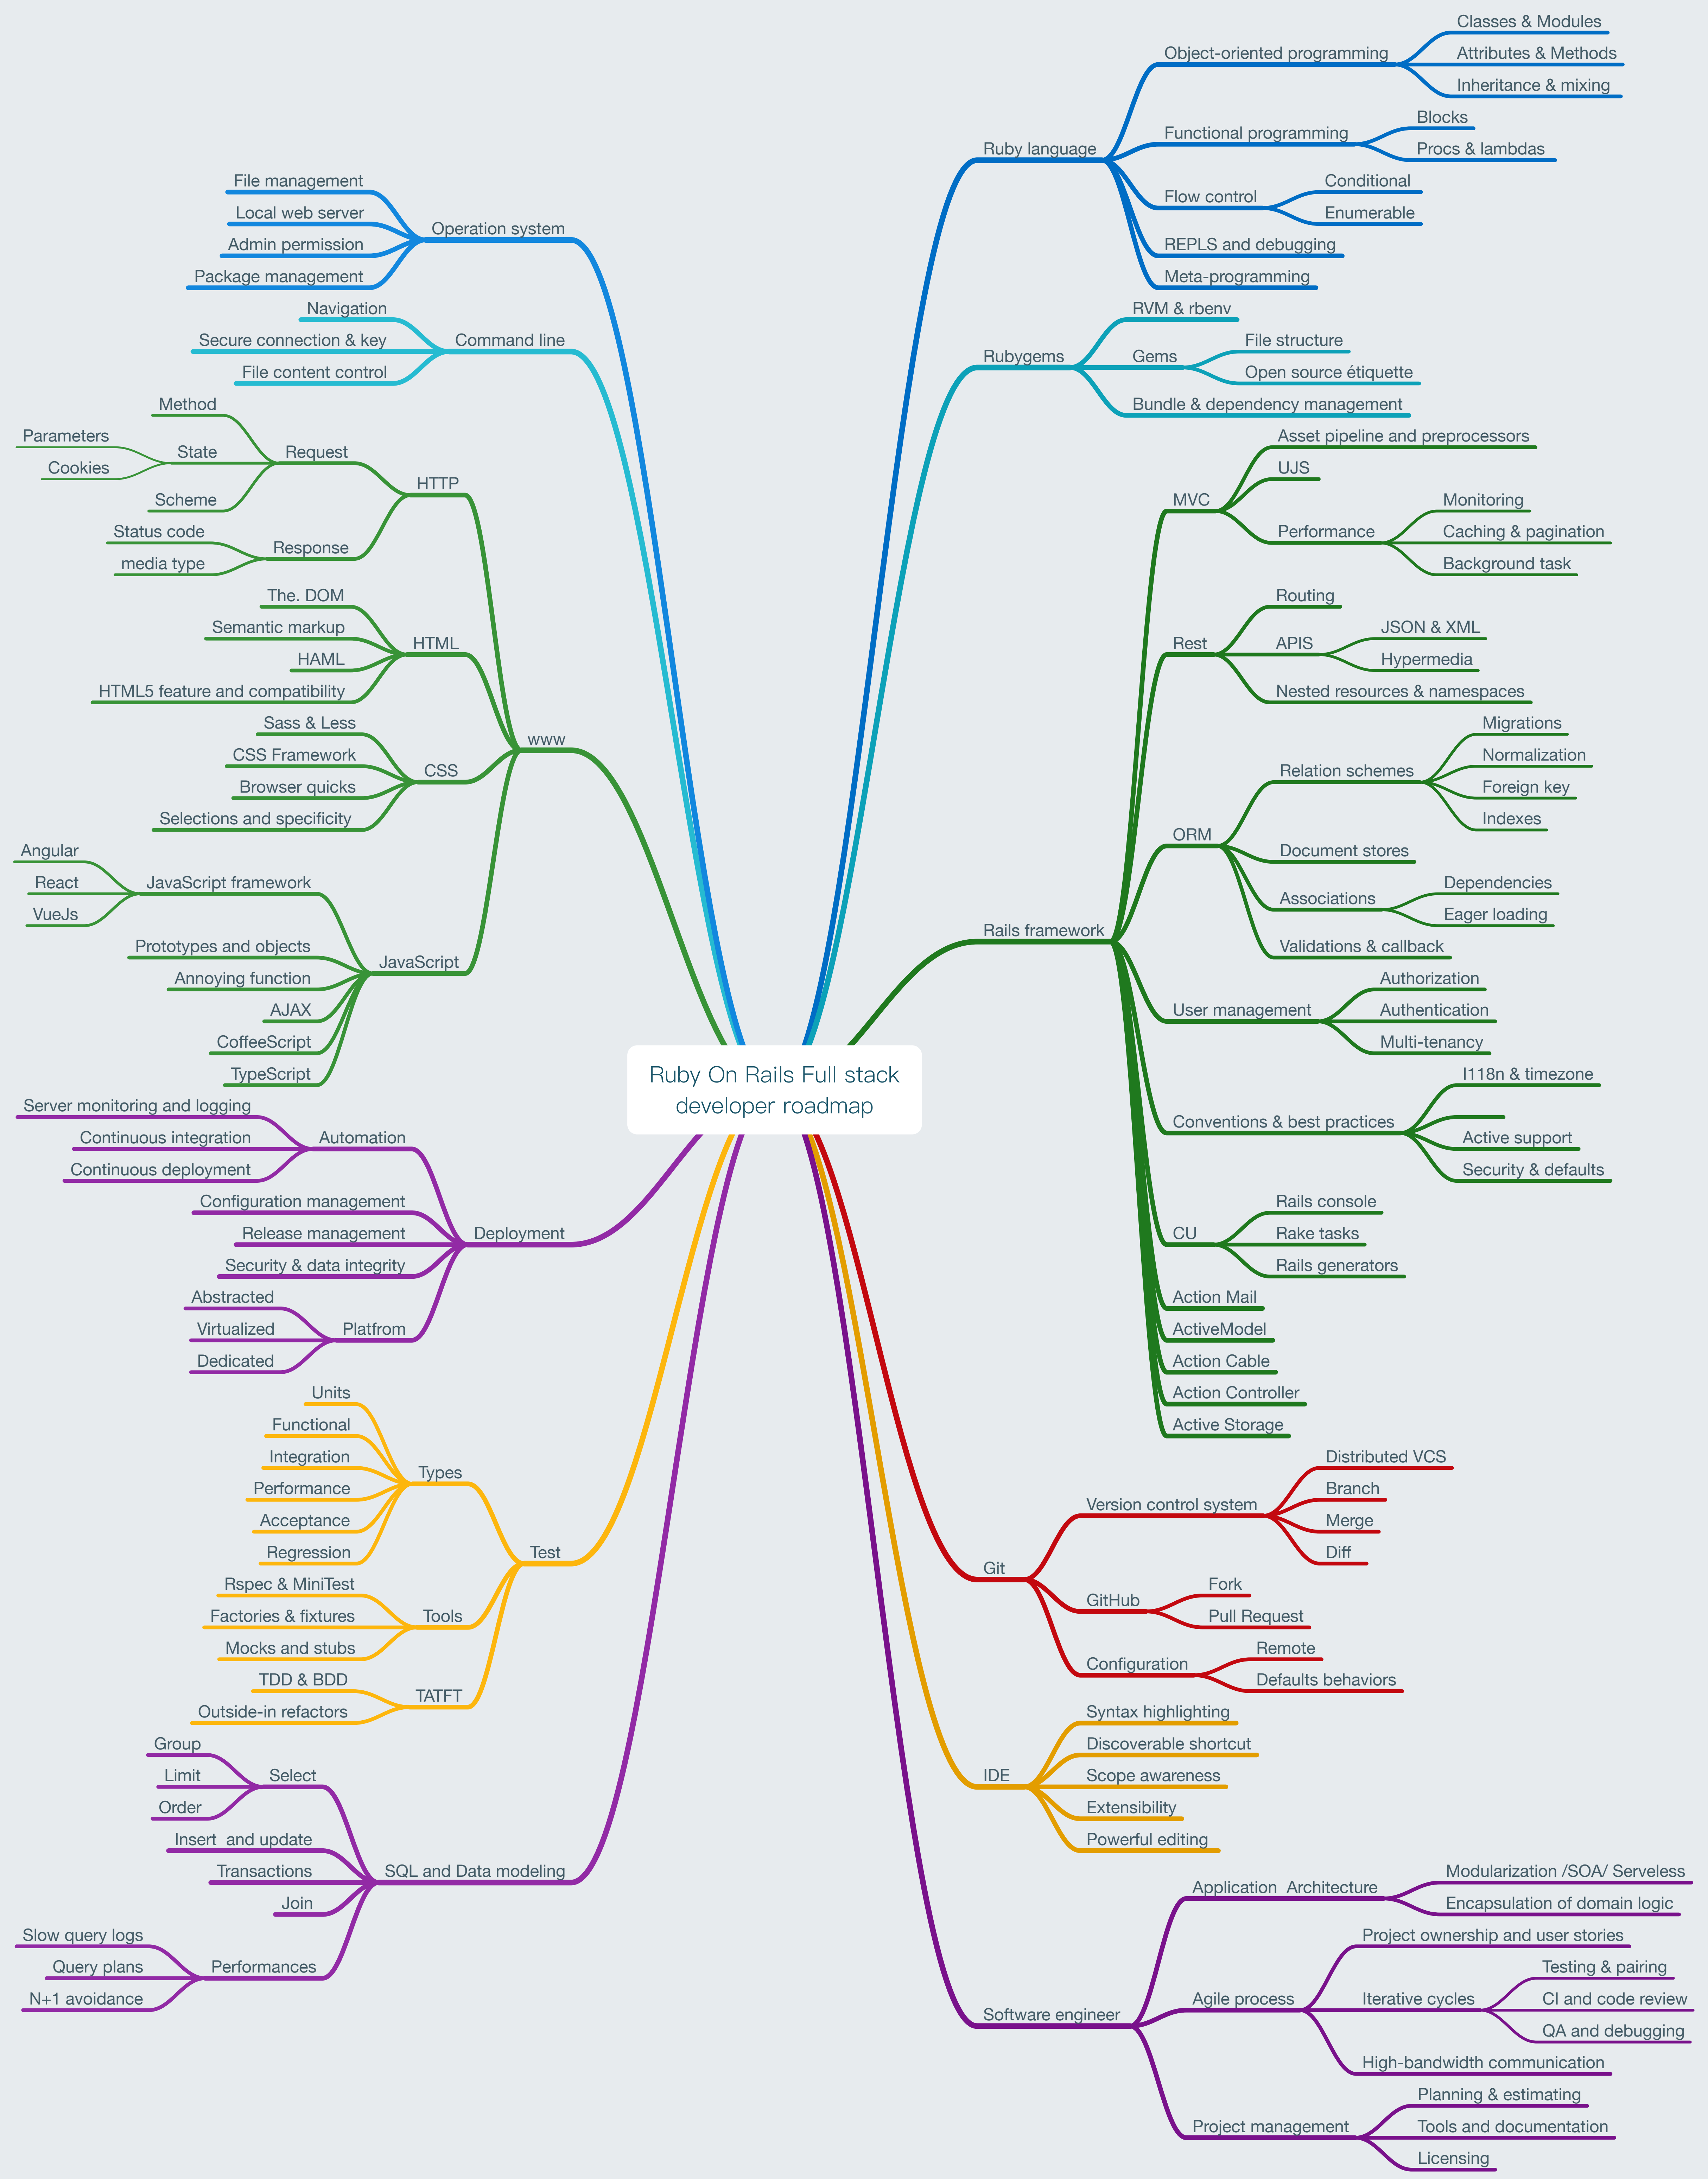 Ruby On Rails Full stack
developer roadmap
Ruby language
Object-oriented programming
Classes & Modules
Attributes & Methods
Inheritance & mixing
Functional programming
Blocks
Procs & lambdas
Flow control
Conditional
Enumerable
REPLS and debugging
Meta-programming
Rubygems
RVM & rbenv
Gems
File structure
Open source étiquette
Bundle & dependency management
Rails framework
MVC
Asset pipeline and preprocessors
UJS
Performance
Monitoring
Caching & pagination
Background task
Rest
Routing
APIS
JSON & XML
Hypermedia
Nested resources & namespaces
ORM
Relation schemes
Migrations
Normalization
Foreign key
Indexes
Document stores
Associations
Dependencies
Eager loading
Validations & callback
User management
Authorization
Authentication
Multi-tenancy
Conventions & best practices
I118n & timezone
Active support
Security & defaults
CU
Rails console
Rake tasks
Rails generators
Action Mail
ActiveModel
Action Cable
Action Controller
Active Storage
Git
Version control system
Distributed VCS
Branch
Merge
Diff
GitHub
Fork
Pull Request
Configuration
Remote
Defaults behaviors
IDE
Syntax highlighting
Discoverable shortcut
Scope awareness
Extensibility
Powerful editing
Software engineer
Application  Architecture
Modularization /SOA/ Serveless
Encapsulation of domain logic
Agile process
Project ownership and user stories
Iterative cycles
Testing & pairing
CI and code review
QA and debugging
High-bandwidth communication
Project management
Planning & estimating
Tools and documentation
Licensing
Operation system
File management
Local web server
Admin permission
Package management
Command line
Navigation
Secure connection & key
File content control
www
HTTP
Request
Method
State
Parameters
Cookies
Scheme
Response
Status code
media type
HTML
The. DOM
Semantic markup
HAML
HTML5 feature and compatibility
CSS
Sass & Less
CSS Framework
Browser quicks
Selections and specificity
JavaScript
JavaScript framework
Angular
React
VueJs
Prototypes and objects
Annoying function
AJAX
CoffeeScript
TypeScript
Deployment
Automation
Server monitoring and logging
Continuous integration
Continuous deployment
Configuration management
Release management
Security & data integrity
Platfrom
Abstracted
Virtualized
Dedicated
Test
Types
Units
Functional
Integration
Performance
Acceptance
Regression
Tools
Rspec & MiniTest
Factories & fixtures
Mocks and stubs
TATFT
TDD & BDD
Outside-in refactors
SQL and Data modeling
Select
Group
Limit
Order
Insert  and update
Transactions
Join
Performances
Slow query logs
Query plans
N+1 avoidance